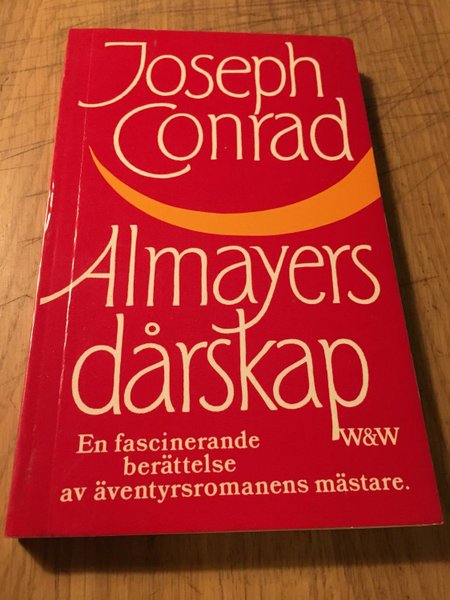 Joseph
Conrad
Almayers
dårskap
W&W
En fascinerande
berättelse
av äventyrsromanens mästare.